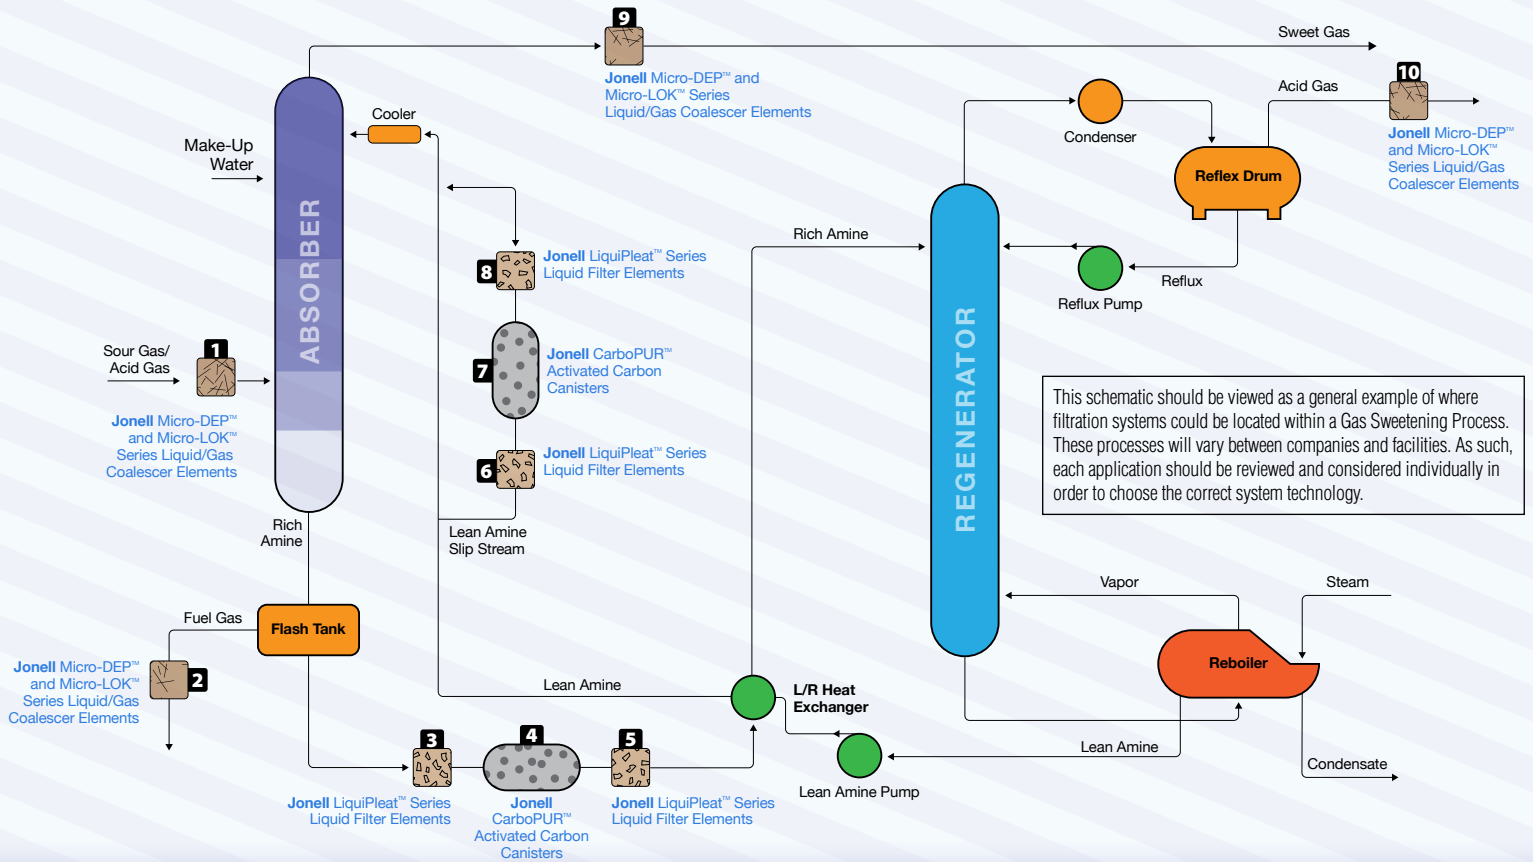 9
Sweet Gas
Jonell Micro-DEP™ and
Micro-LOK™ Series
Liquid/Gas Coalescer Elements
10
Acid Gas
Jonell Micro-DEP™
and Micro-LOK™
Series Liquid/Gas
Coalescer Elements
Condenser
Reflex Drum
Cooler
Make-Up
Water
ABSORBER
Rich Amine
Reflux
Reflux Pump
8
Jonell LiquiPleat™ Series
Liquid Filter Elements
REGENERATOR
1
Sour Gas/
Acid Gas
Jonell Micro-DEP™
and Micro-LOK™
Series Liquid/Gas
Coalescer Elements
7
Jonell CarboPUR™
Activated Carbon
Canisters
6
Jonell LiquiPleat™ Series
Liquid Filter Elements
This schematic should be viewed as a general example of where
filtration systems could be located within a Gas Sweetening Process.
These processes will vary between companies and facilities. As such,
each application should be reviewed and considered individually in
order to choose the correct system technology.
Rich
Amine
Lean Amine
Slip Stream
Vapor
Steam
Fuel Gas
Flash Tank
Reboiler
Jonell Micro-DEP™
and Micro-LOK™
Series Liquid/Gas
Coalescer Elements
2
Lean Amine
L/R Heat
Exchanger
3
4
5
Lean Amine
Condensate
Lean Amine Pump
Jonell LiquiPleat™ Series
Liquid Filter Elements
Jonell
CarboPUR™
Activated Carbon
Canisters
Jonell LiquiPleat™ Series
Liquid Filter Elements